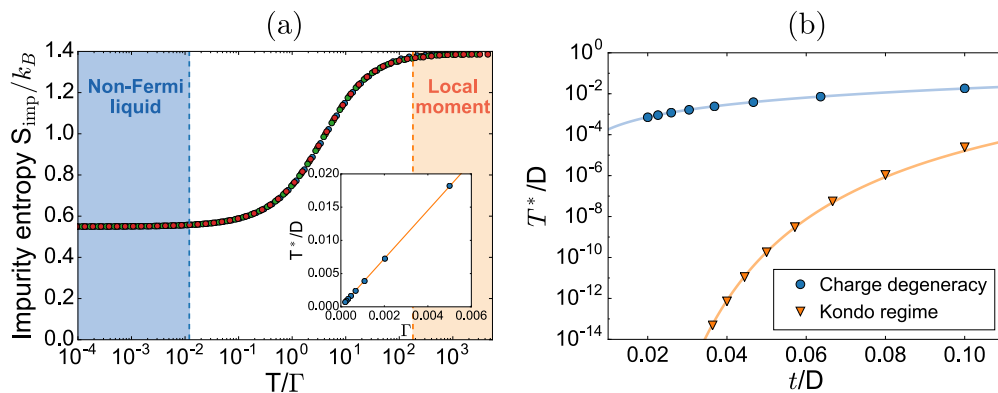 (a)
Impurity entropy S_imp/k_B
1.4
1.2
1.0
0.8
0.6
0.4
0.2
0.0
Non-Fermi
liquid
Local
moment
T*/D
0.020
0.015
0.010
0.005
0.000
0.000 0.002 0.004 0.006
Γ
10^-4 10^-3 10^-2 10^-1 10^0 10^1 10^2 10^3
T/Γ
(b)
T*/D
10^0
10^-2
10^-4
10^-6
10^-8
10^-10
10^-12
10^-14
Charge degeneracy
Kondo regime
0.02 0.04 0.06 0.08 0.10
t/D